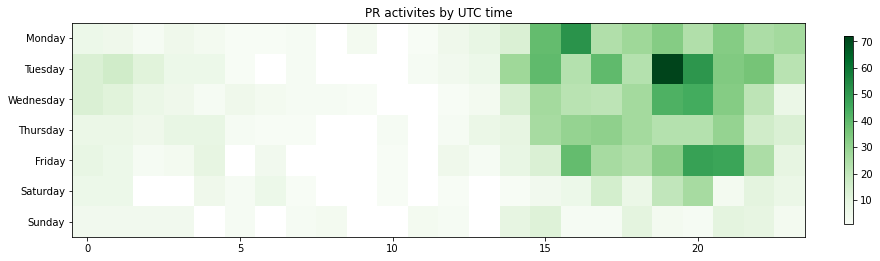 PR activites by UTC time
Monday
Tuesday
Wednesday
Thursday
Friday
Saturday
Sunday
0 5 10 15 20
70
60
50
40
30
20
10